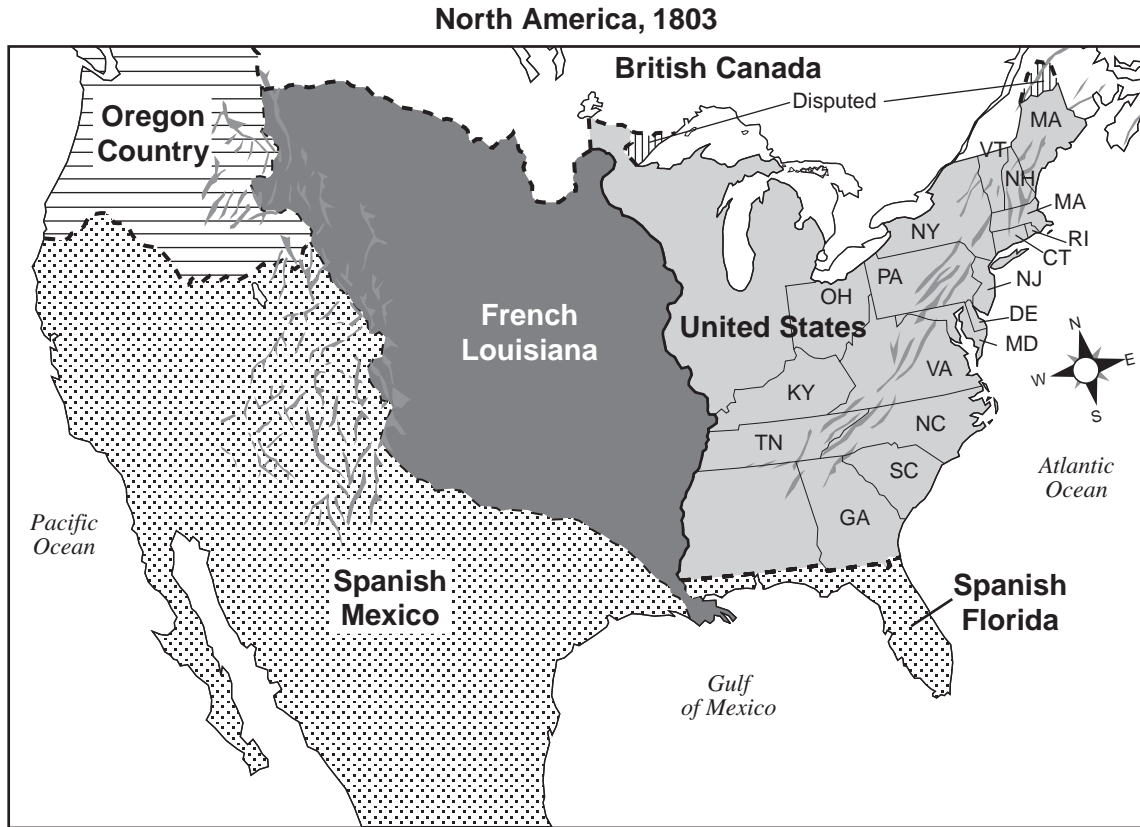 North America, 1803
British Canada
Disputed
Oregon
Country
MA
VT
NH
MA
NY
RI
CT
PA
NJ
OH
French
Louisiana
United States
DE
MD
N
E
W
S
VA
KY
NC
TN
SC
Atlantic
Ocean
GA
Pacific
Ocean
Spanish
Mexico
Spanish
Florida
Gulf
of Mexico